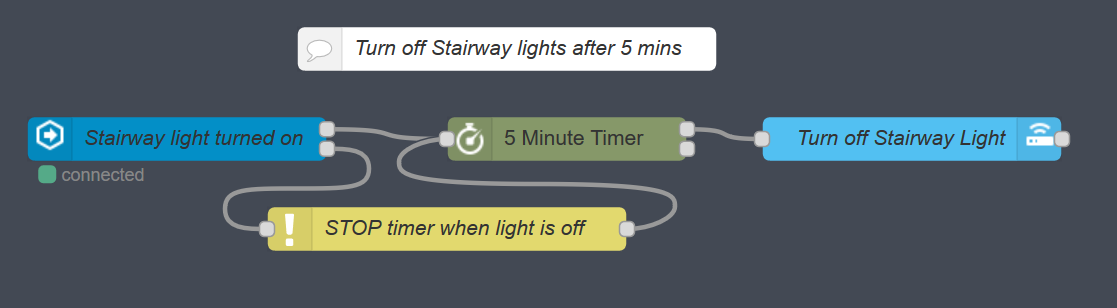 Turn off Stairway lights after 5 mins
Stairway light turned on
5 Minute Timer
Turn off Stairway Light
connected
STOP timer when light is off